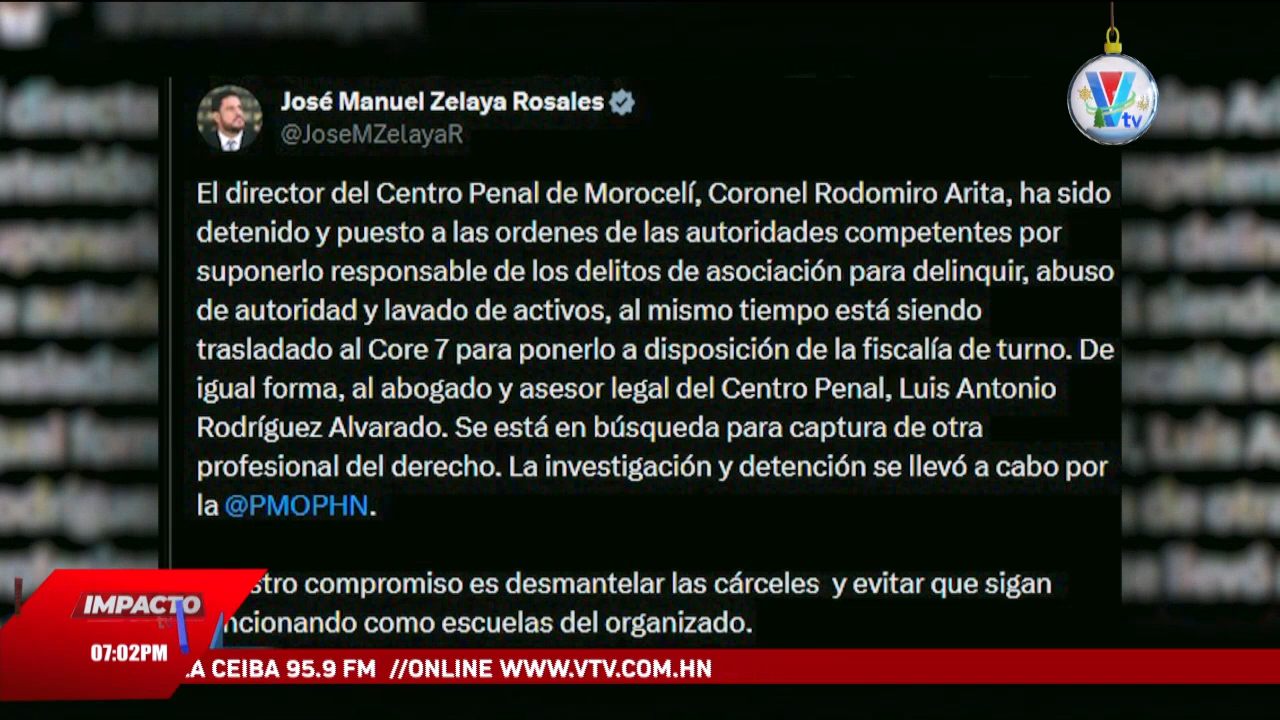 José Manuel Zelaya Rosales
@JoseMZelayaR
El director del Centro Penal de Morocelí, Coronel Rodomiro Arita, ha sido
detenido y puesto a las ordenes de las autoridades competentes por
suponerlo responsable de los delitos de asociación para delinquir, abuso
de autoridad y lavado de activos, al mismo tiempo está siendo
trasladado al Core 7 para ponerlo a disposición de la fiscalía de turno. De
igual forma, al abogado y asesor legal del Centro Penal, Luis Antonio
Rodríguez Alvarado. Se está en búsqueda para captura de otra
profesional del derecho. La investigación y detención se llevó a cabo por
la @PMOPHN.
stro compromiso es desmantelar las cárceles y evitar que sigan
ncionando como escuelas del organizado.
Vtv
IMPACTO
tv
07:02PM
A CEIBA 95.9 FM //ONLINE WWW.VTV.COM.HN